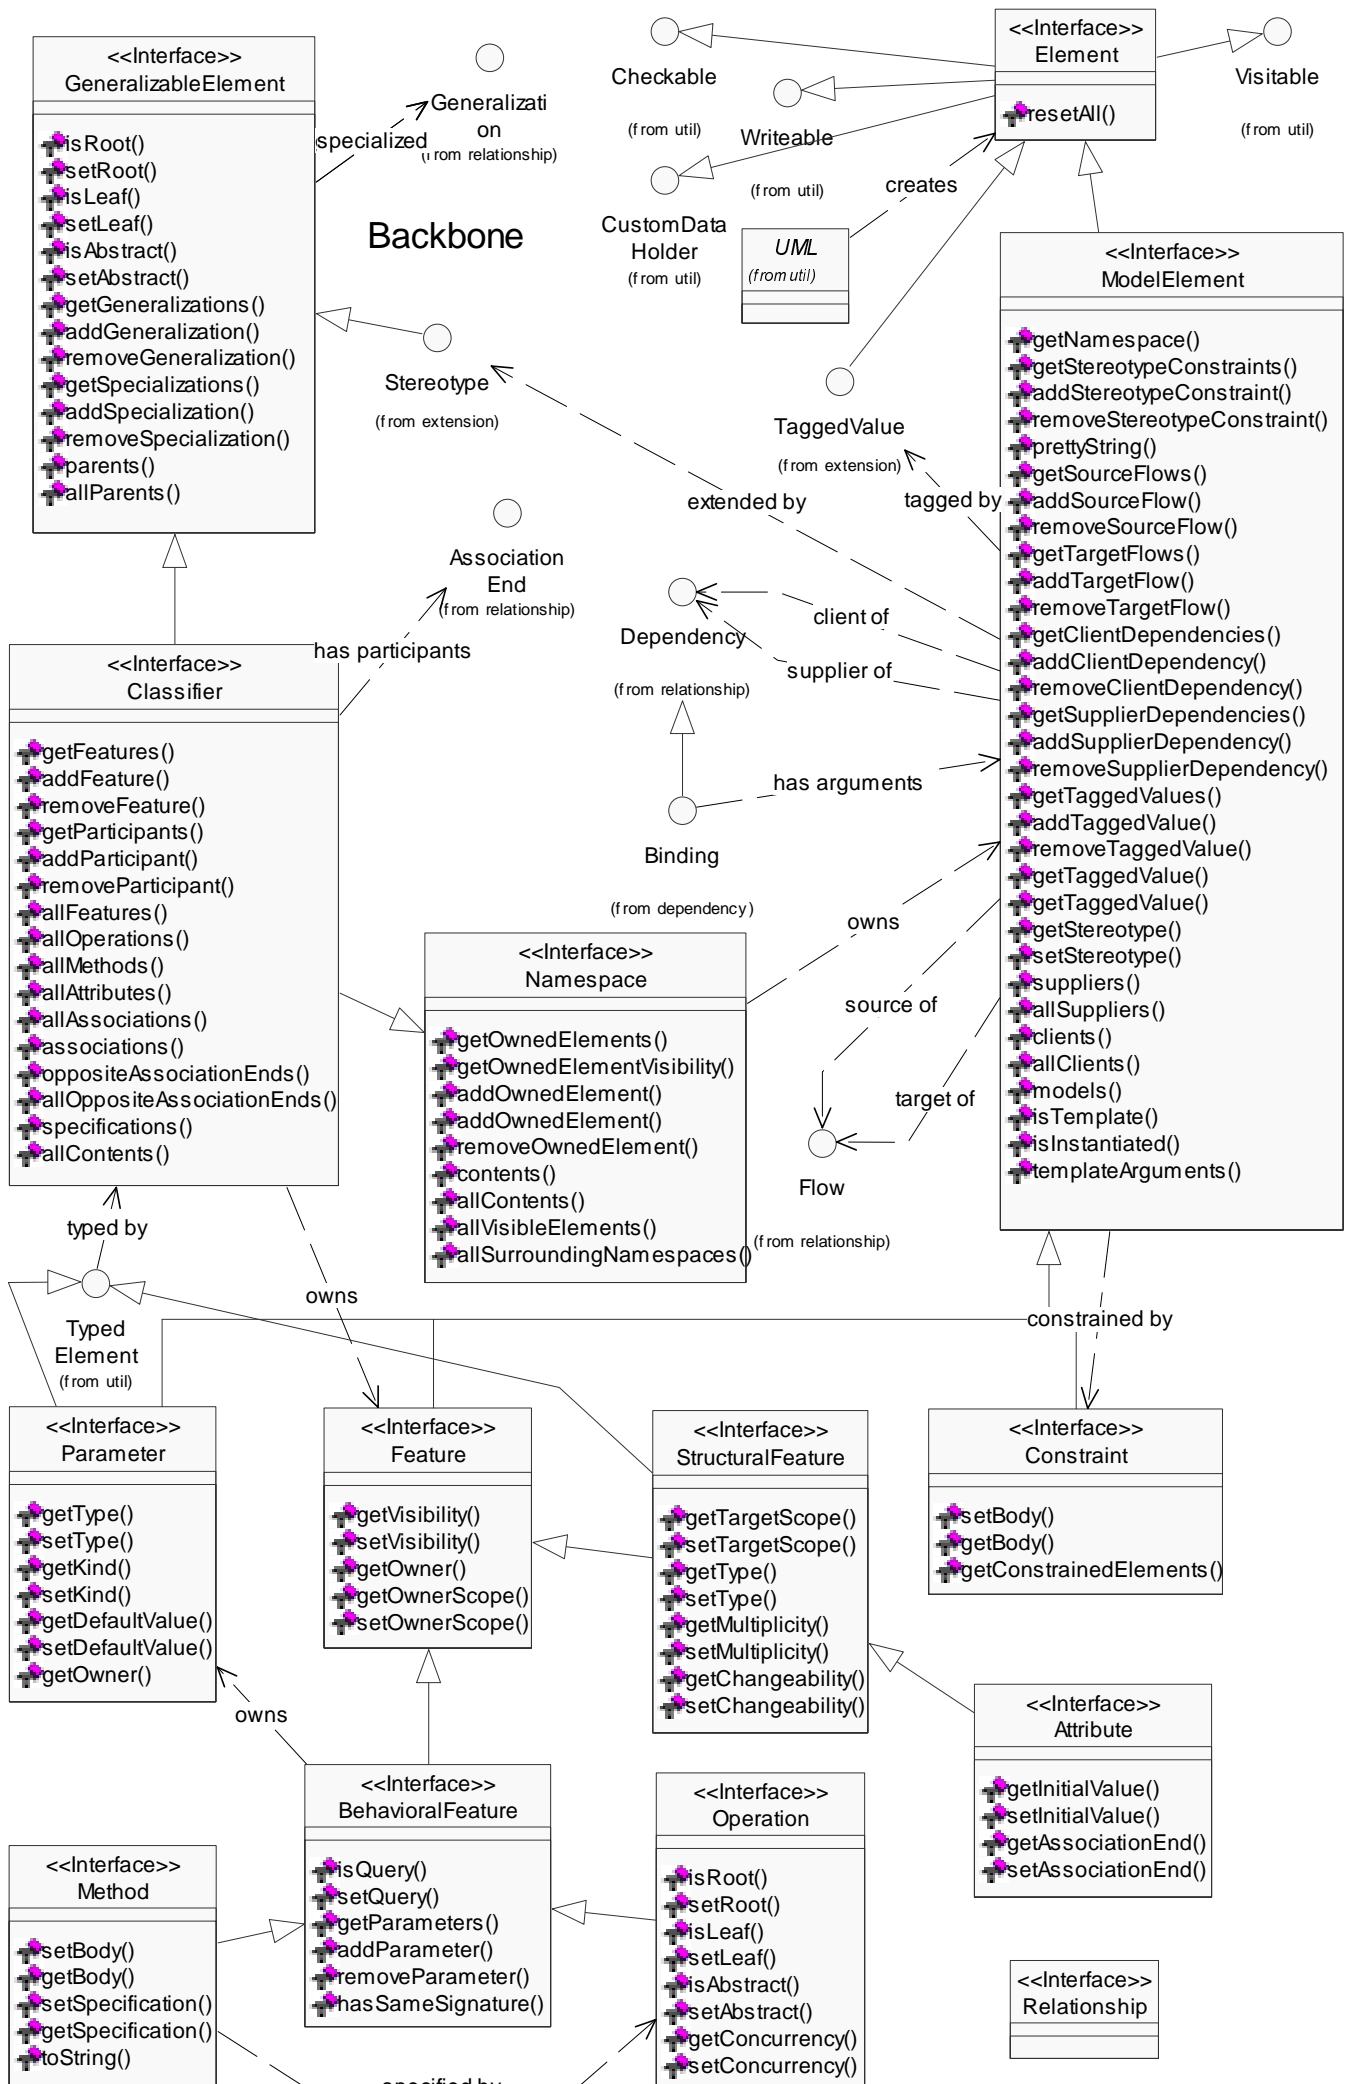 <<Interface>>
GeneralizableElement
isRoot()
setRoot()
isLeaf()
setLeaf()
isAbstract()
setAbstract()
getGeneralizations()
addGeneralization()
removeGeneralization()
getSpecializations()
addSpecialization()
removeSpecialization()
parents()
allParents()
specialized
Generalizati
on
(from relationship)
Backbone
Checkable
(from util)
Writeable
(from util)
CustomData
Holder
(from util)
<<Interface>>
Element
resetAll()
Visitable
(from util)
creates
UML
(from util)
Stereotype
(from extension)
TaggedValue
(from extension)
extended by
tagged by
<<Interface>>
ModelElement
getNamespace()
getStereotypeConstraints()
addStereotypeConstraint()
removeStereotypeConstraint()
prettyString()
getSourceFlows()
addSourceFlow()
removeSourceFlow()
getTargetFlows()
addTargetFlow()
removeTargetFlow()
getClientDependencies()
addClientDependency()
removeClientDependency()
getSupplierDependencies()
addSupplierDependency()
removeSupplierDependency()
getTaggedValues()
addTaggedValue()
removeTaggedValue()
getTaggedValue()
getTaggedValue()
getStereotype()
setStereotype()
suppliers()
allSuppliers()
clients()
allClients()
models()
isTemplate()
isInstantiated()
templateArguments()
Association
End
(from relationship)
has participants
Dependency
(from relationship)
client of
supplier of
has arguments
Binding
(from dependency)
<<Interface>>
Classifier
getFeatures()
addFeature()
removeFeature()
getParticipants()
addParticipant()
removeParticipant()
allFeatures()
allOperations()
allMethods()
allAttributes()
allAssociations()
associations()
oppositeAssociationEnds()
allOppositeAssociationEnds()
specifications()
allContents()
<<Interface>>
Namespace
getOwnedElements()
getOwnedElementVisibility()
addOwnedElement()
addOwnedElement()
removeOwnedElement()
contents()
allContents()
allVisibleElements()
allSurroundingNamespaces()
owns
source of
target of
Flow
(from relationship)
typed by
Typed
Element
(from util)
owns
constrained by
<<Interface>>
Parameter
getType()
setType()
getKind()
setKind()
getDefaultValue()
setDefaultValue()
getOwner()
<<Interface>>
Feature
getVisibility()
setVisibility()
getOwner()
getOwnerScope()
setOwnerScope()
<<Interface>>
StructuralFeature
getTargetScope()
setTargetScope()
getType()
setType()
getMultiplicity()
setMultiplicity()
getChangeability()
setChangeability()
<<Interface>>
Constraint
setBody()
getBody()
getConstrainedElements()
owns
<<Interface>>
Attribute
getInitialValue()
setInitialValue()
getAssociationEnd()
setAssociationEnd()
<<Interface>>
BehavioralFeature
isQuery()
setQuery()
getParameters()
addParameter()
removeParameter()
hasSameSignature()
<<Interface>>
Operation
isRoot()
setRoot()
isLeaf()
setLeaf()
isAbstract()
setAbstract()
getConcurrency()
setConcurrency()
<<Interface>>
Method
setBody()
getBody()
setSpecification()
getSpecification()
toString()
<<Interface>>
Relationship
specified by